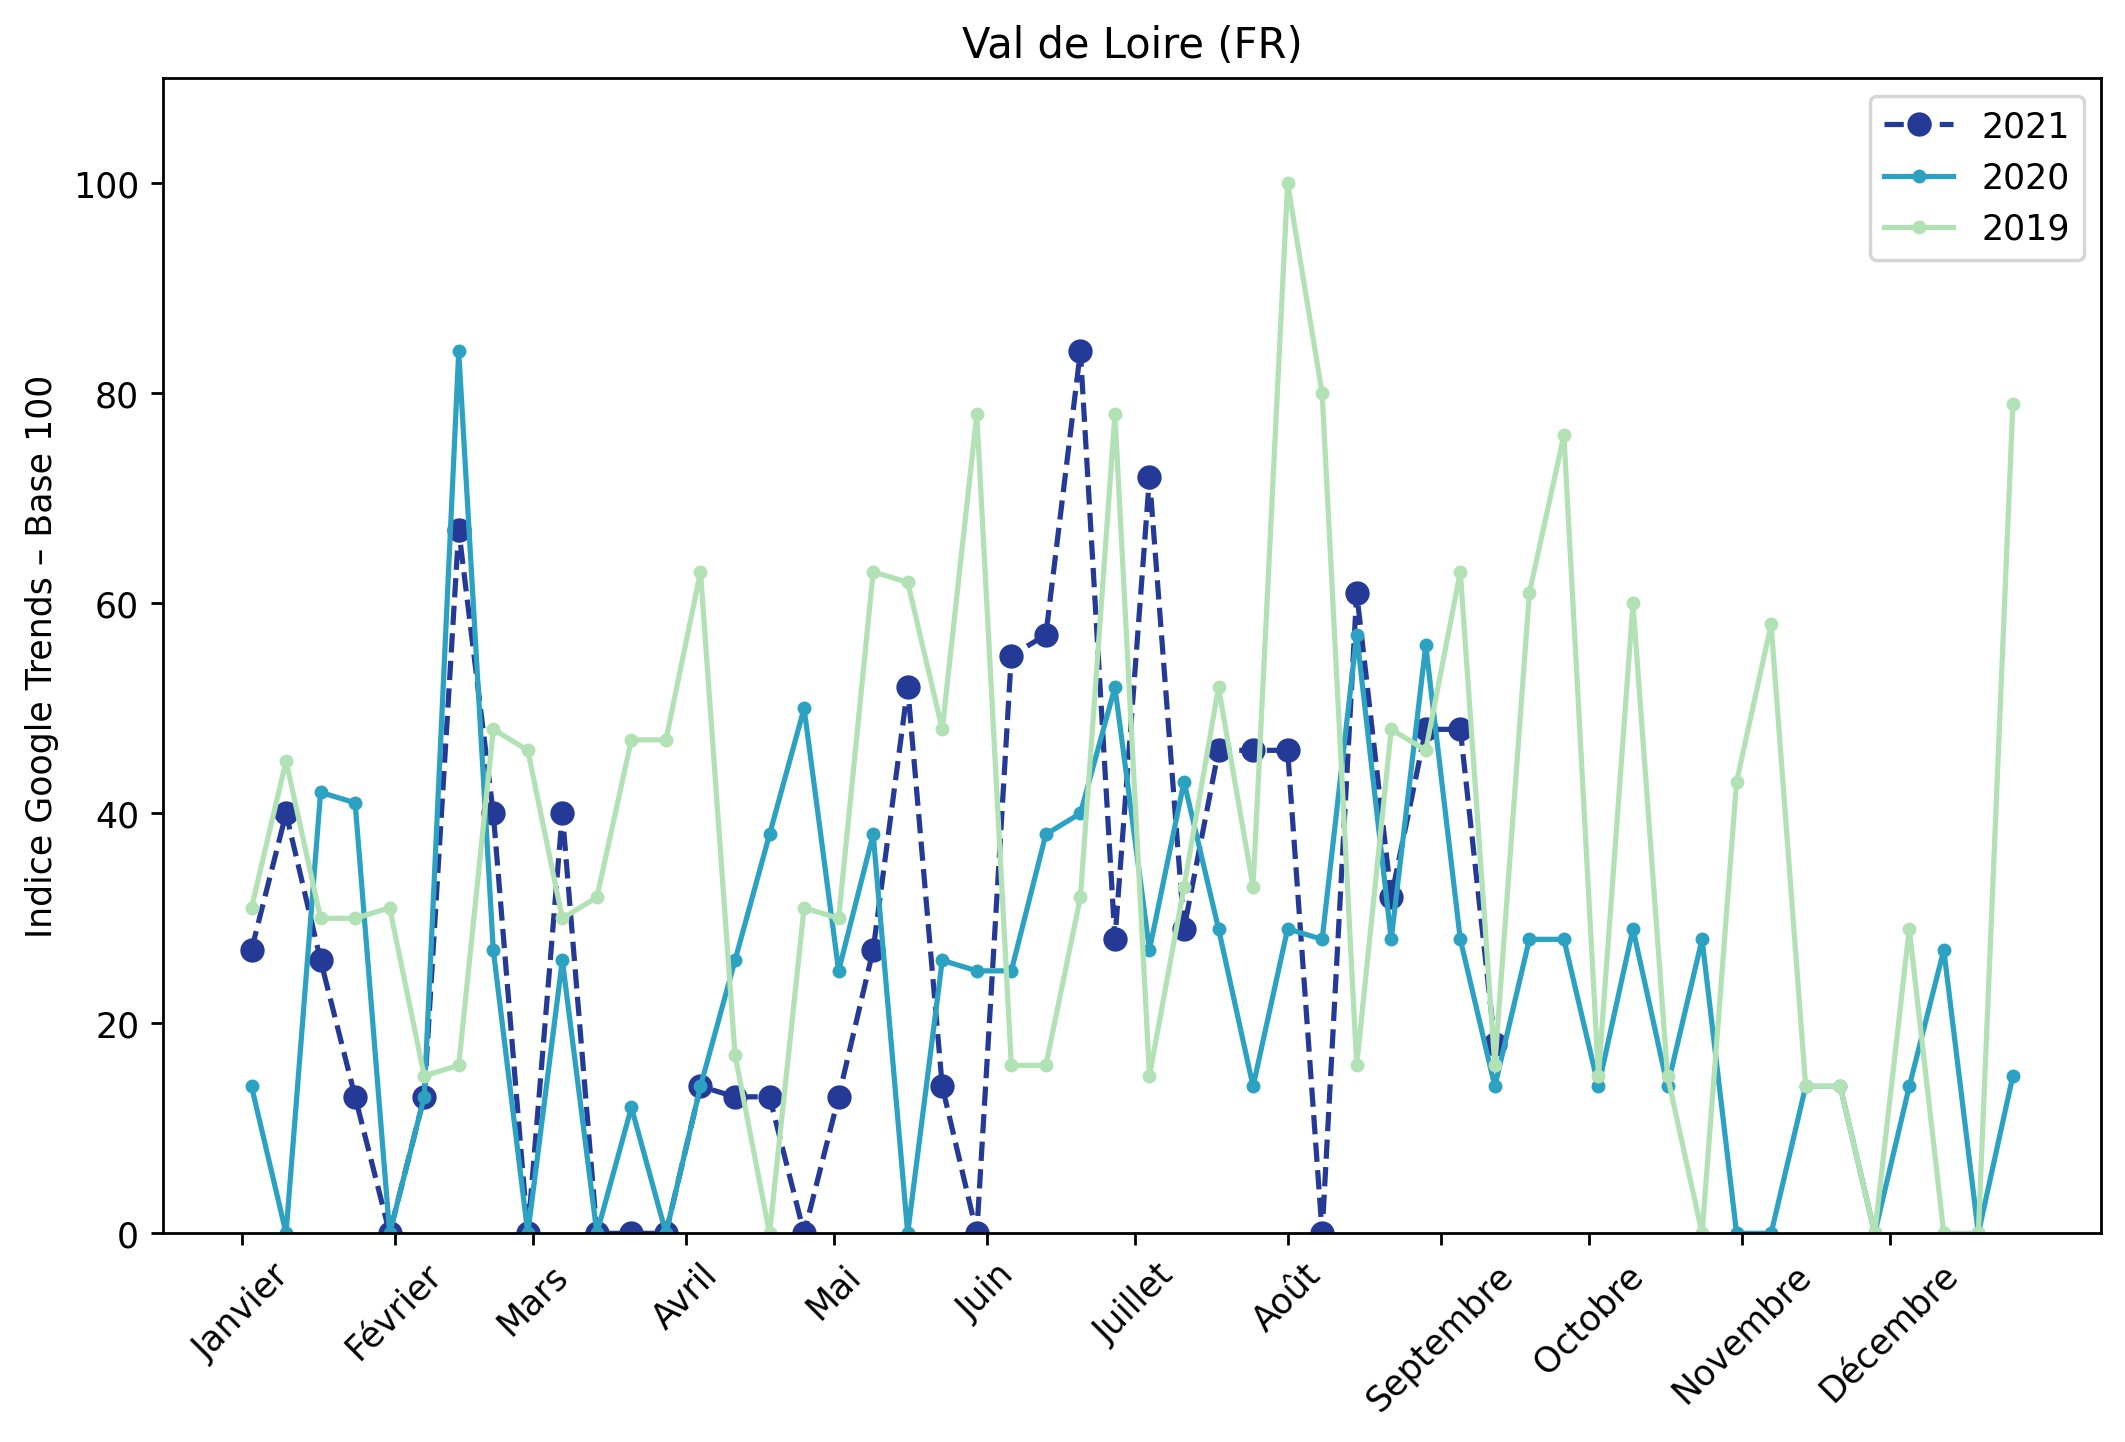 Val de Loire (FR)
2021
2020
2019
Indice Google Trends – Base 100
100
80
60
40
20
0
Janvier
Février
Mars
Avril
Mai
Juin
Juillet
Août
Septembre
Octobre
Novembre
Décembre